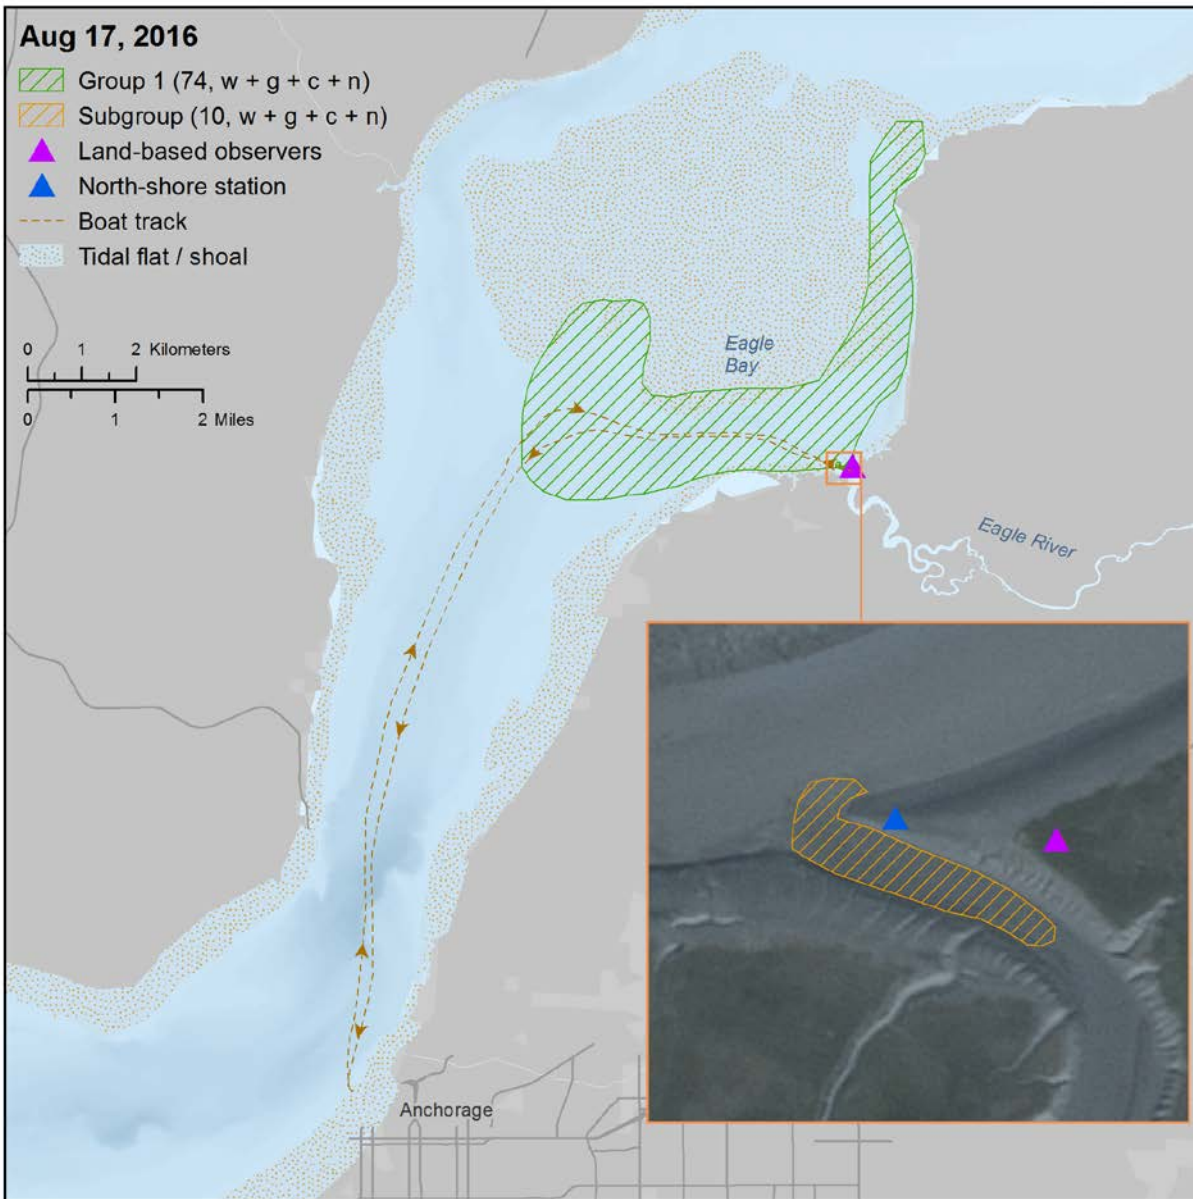 Aug 17, 2016
Group 1 (74, w + g + c + n)
Subgroup (10, w + g + c + n)
Land-based observers
North-shore station
Boat track
Tidal flat / shoal
0 1 2 Kilometers
0 1 2 Miles
Eagle
Bay
Eagle River
Anchorage